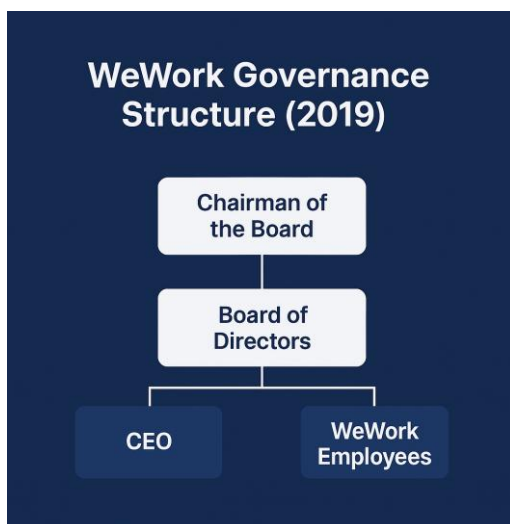 WeWork Governance
Structure (2019)
Chairman of
the Board
Board of
Directors
CEO
WeWork
Employees